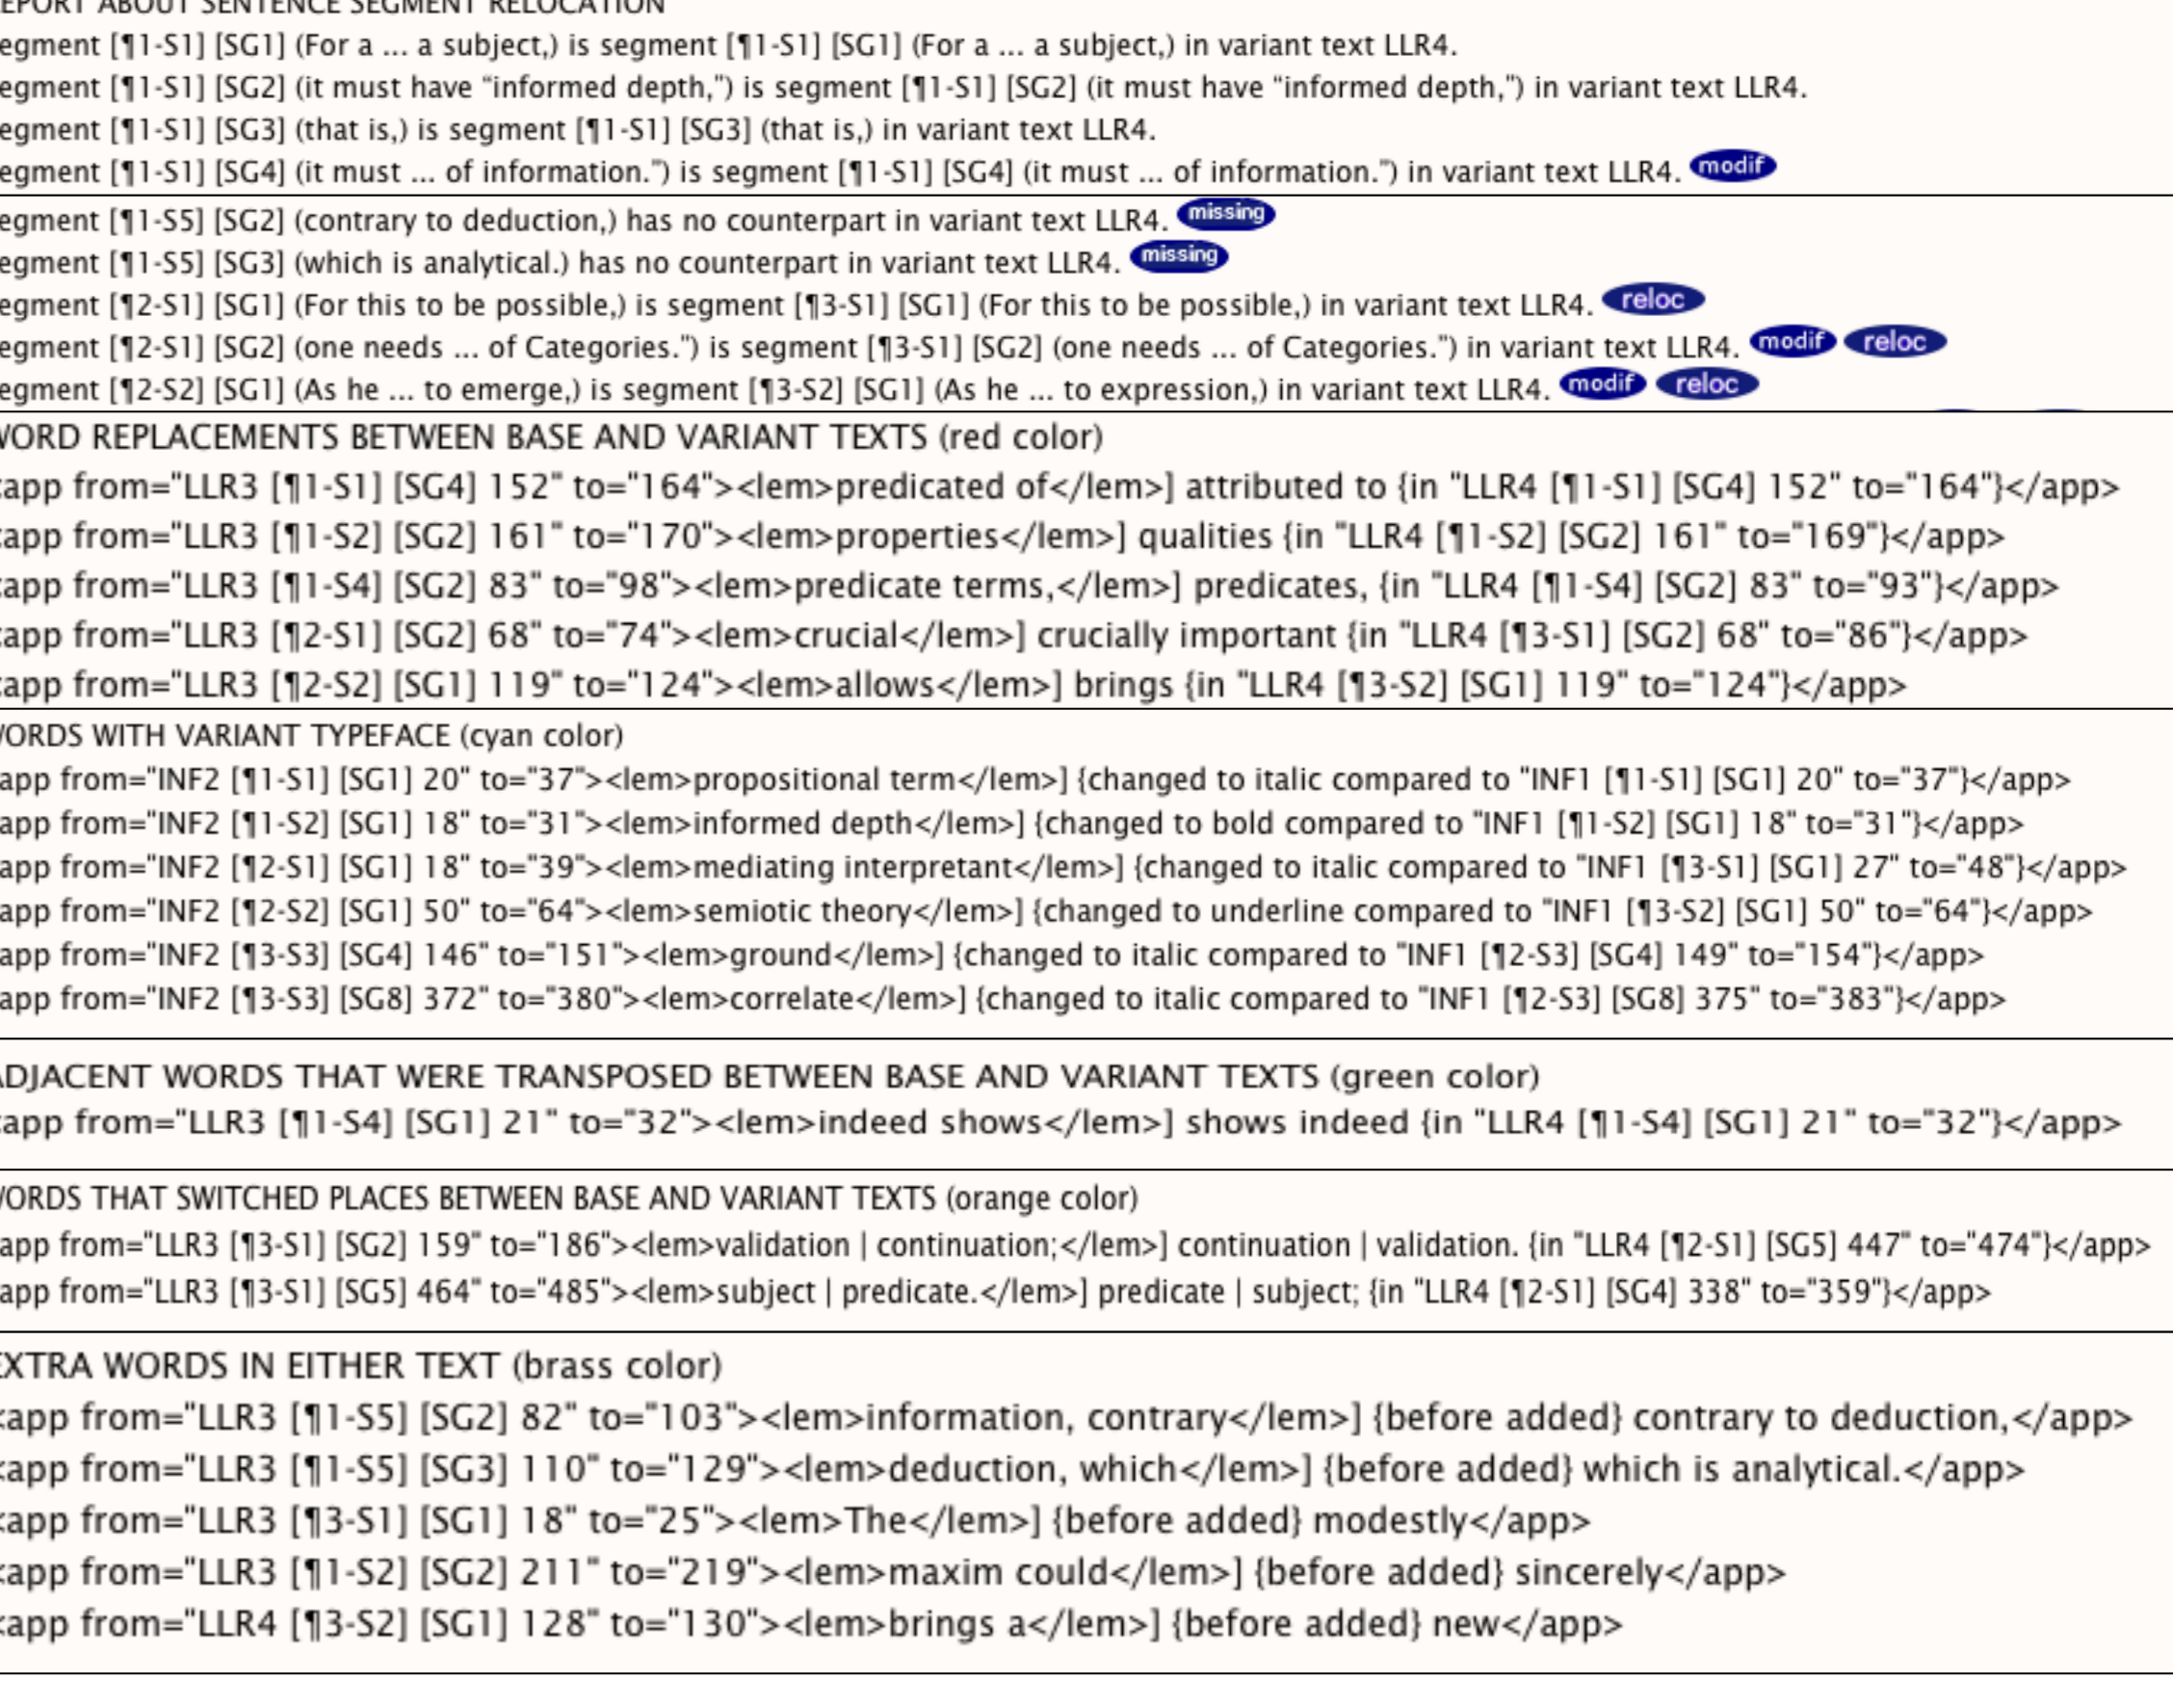 EPORT ABOUT SENTENCE SEGMENT RELOCATION
egment [¶1-S1] [SG1] (For a ... a subject,) is segment [¶1-S1] [SG1] (For a ... a subject,) in variant text LLR4.
egment [¶1-S1] [SG2] (it must have “informed depth,”) is segment [¶1-S1] [SG2] (it must have “informed depth,”) in variant text LLR4.
egment [¶1-S1] [SG3] (that is,) is segment [¶1-S1] [SG3] (that is,) in variant text LLR4.
egment [¶1-S1] [SG4] (it must ... of information.”) is segment [¶1-S1] [SG4] (it must ... of information.”) in variant text LLR4. modif
egment [¶1-S5] [SG2] (contrary to deduction,) has no counterpart in variant text LLR4. missing
egment [¶1-S5] [SG3] (which is analytical.) has no counterpart in variant text LLR4. missing
egment [¶2-S1] [SG1] (For this to be possible,) is segment [¶3-S1] [SG1] (For this to be possible,) in variant text LLR4. reloc
egment [¶2-S1] [SG2] (one needs ... of Categories.”) is segment [¶3-S1] [SG2] (one needs ... of Categories.”) in variant text LLR4. modif reloc
egment [¶2-S2] [SG1] (As he ... to emerge,) is segment [¶3-S2] [SG1] (As he ... to expression,) in variant text LLR4. modif reloc
WORD REPLACEMENTS BETWEEN BASE AND VARIANT TEXTS (red color)
<app from="LLR3 [¶1-S1] [SG4] 152" to="164"><lem>predicated of</lem>] attributed to {in "LLR4 [¶1-S1] [SG4] 152" to="164"}</app>
<app from="LLR3 [¶1-S2] [SG2] 161" to="170"><lem>properties</lem>] qualities {in "LLR4 [¶1-S2] [SG2] 161" to="169"}</app>
<app from="LLR3 [¶1-S4] [SG2] 83" to="98"><lem>predicate terms,</lem>] predicates, {in "LLR4 [¶1-S4] [SG2] 83" to="93"}</app>
<app from="LLR3 [¶2-S1] [SG2] 68" to="74"><lem>crucial</lem>] crucially important {in "LLR4 [¶3-S1] [SG2] 68" to="86"}</app>
<app from="LLR3 [¶2-S2] [SG1] 119" to="124"><lem>allows</lem>] brings {in "LLR4 [¶3-S2] [SG1] 119" to="124"}</app>
WORDS WITH VARIANT TYPEFACE (cyan color)
app from="INF2 [¶1-S1] [SG1] 20" to="37"><lem>propositional term</lem>] {changed to italic compared to "INF1 [¶1-S1] [SG1] 20" to="37"}</app>
app from="INF2 [¶1-S2] [SG1] 18" to="31"><lem>informed depth</lem>] {changed to bold compared to "INF1 [¶1-S2] [SG1] 18" to="31"}</app>
app from="INF2 [¶2-S1] [SG1] 18" to="39"><lem>mediating interpretant</lem>] {changed to italic compared to "INF1 [¶3-S1] [SG1] 27" to="48"}</app>
app from="INF2 [¶2-S2] [SG1] 50" to="64"><lem>semiotic theory</lem>] {changed to underline compared to "INF1 [¶3-S2] [SG1] 50" to="64"}</app>
app from="INF2 [¶3-S3] [SG4] 146" to="151"><lem>ground</lem>] {changed to italic compared to "INF1 [¶2-S3] [SG4] 149" to="154"}</app>
app from="INF2 [¶3-S3] [SG8] 372" to="380"><lem>correlate</lem>] {changed to italic compared to "INF1 [¶2-S3] [SG8] 375" to="383"}</app>
ADJACENT WORDS THAT WERE TRANSPOSED BETWEEN BASE AND VARIANT TEXTS (green color)
<app from="LLR3 [¶1-S4] [SG1] 21" to="32"><lem>indeed shows</lem>] shows indeed {in "LLR4 [¶1-S4] [SG1] 21" to="32"}</app>
WORDS THAT SWITCHED PLACES BETWEEN BASE AND VARIANT TEXTS (orange color)
app from="LLR3 [¶3-S1] [SG2] 159" to="186"><lem>validation | continuation;</lem>] continuation | validation. {in "LLR4 [¶2-S1] [SG5] 447" to="474"}</app>
app from="LLR3 [¶3-S1] [SG5] 464" to="485"><lem>subject | predicate.</lem>] predicate | subject; {in "LLR4 [¶2-S1] [SG4] 338" to="359"}</app>
EXTRA WORDS IN EITHER TEXT (brass color)
<app from="LLR3 [¶1-S5] [SG2] 82" to="103"><lem>information, contrary</lem>] {before added} contrary to deduction,</app>
<app from="LLR3 [¶1-S5] [SG3] 110" to="129"><lem>deduction, which</lem>] {before added} which is analytical.</app>
<app from="LLR3 [¶3-S1] [SG1] 18" to="25"><lem>The</lem>] {before added} modestly</app>
<app from="LLR3 [¶1-S2] [SG2] 211" to="219"><lem>maxim could</lem>] {before added} sincerely</app>
<app from="LLR4 [¶3-S2] [SG1] 128" to="130"><lem>brings a</lem>] {before added} new</app>